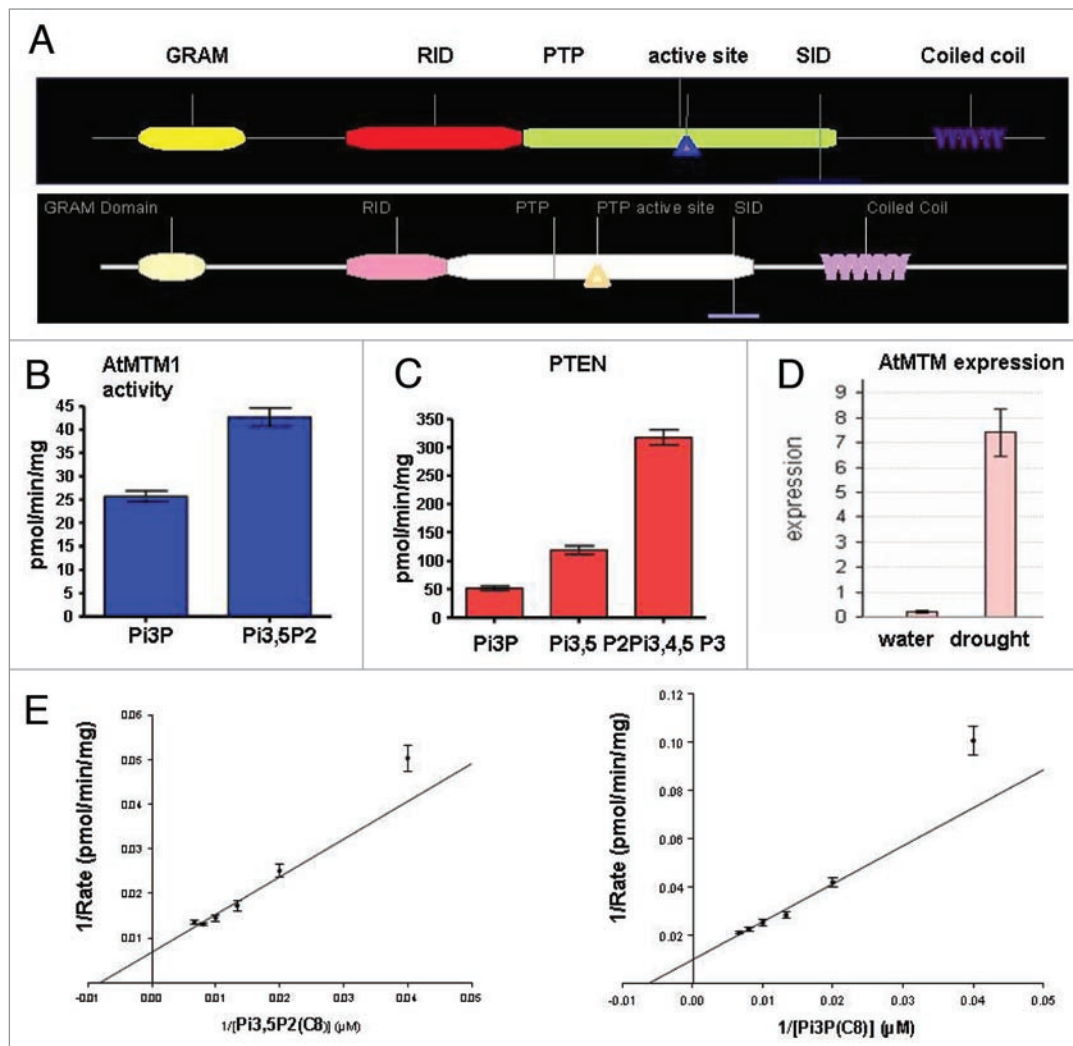 A
GRAM RID PTP active site SID Coiled coil
GRAM Domain RID PTP PTP active site SID Coiled Coil
B
AtMTM1
activity
pmol/min/mg
45
40
35
30
25
20
15
10
5
0
Pi3P Pi3,5P2
C
PTEN
pmol/min/mg
350
300
200
150
100
50
0
Pi3P Pi3,5 P2 Pi3,4,5 P3
D
AtMTM expression
expression
9
8
7
6
5
4
3
2
1
0
water drought
E
1/Rate (pmol/min/mg)
0.06
0.05
0.04
0.03
0.02
0.01
-0.01 0.00 0.01 0.02 0.03 0.04 0.05
1/[Pi3,5P2(C8)] (µM)
1/Rate (pmol/min/mg)
0.12
0.10
0.08
0.06
0.04
0.02
-0.01 0.00 0.01 0.02 0.03 0.04 0.05
1/[Pi3P(C8)] (µM)